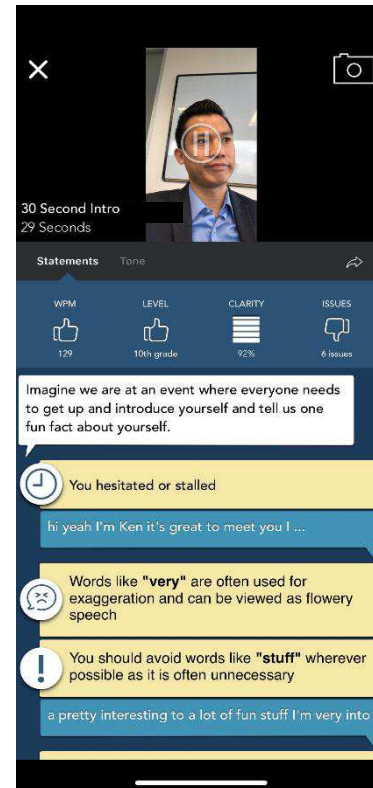 30 Second Intro
29 Seconds
Statements Tone
WPM LEVEL CLARITY ISSUES
129 10th grade 92% 6 issues
Imagine we are at an event where everyone needs
to get up and introduce yourself and tell us one
fun fact about yourself.
You hesitated or stalled
hi yeah I'm Ken it's great to meet you I ...
Words like "very" are often used for
exaggeration and can be viewed as flowery
speech
You should avoid words like "stuff" wherever
possible as it is often unnecessary
a pretty interesting to a lot of fun stuff I'm very into